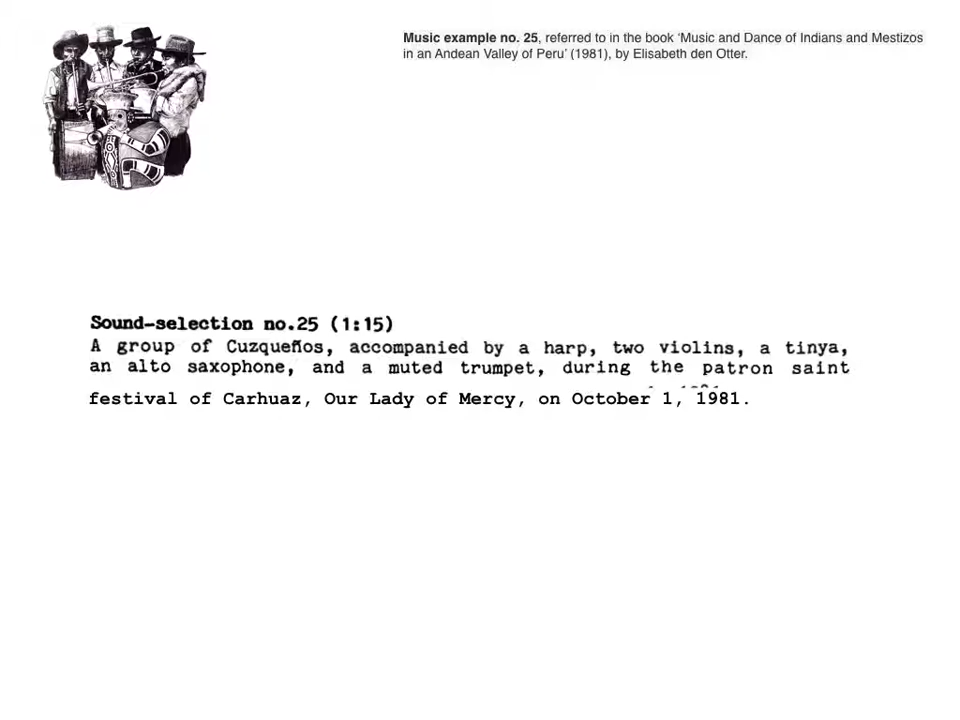 Music example no. 25, referred to in the book ‘Music and Dance of Indians and Mestizos
in an Andean Valley of Peru’ (1981), by Elisabeth den Otter.
Sound-selection no.25 (1:15)
A group of Cuzqueños, accompanied by a harp, two violins, a tinya,
an alto saxophone, and a muted trumpet, during the patron saint
festival of Carhuaz, Our Lady of Mercy, on October 1, 1981.